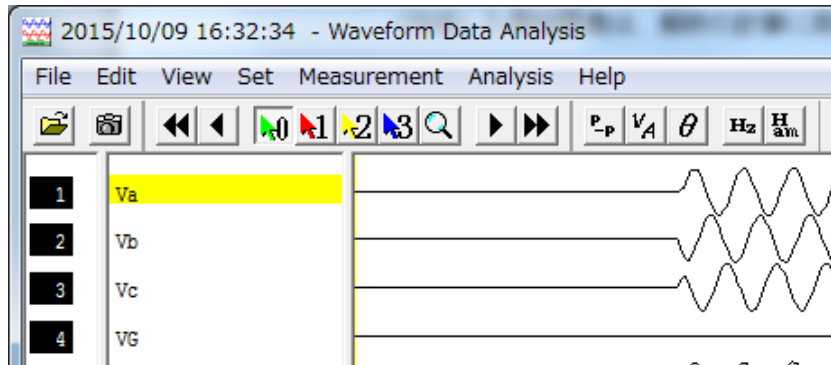 2015/10/09 16:32:34 - Waveform Data Analysis
File Edit View Set Measurement Analysis Help
0 1 2 3 P-P V/A θ Hz Ham
1 Va
2 Vb
3 Vc
4 VG